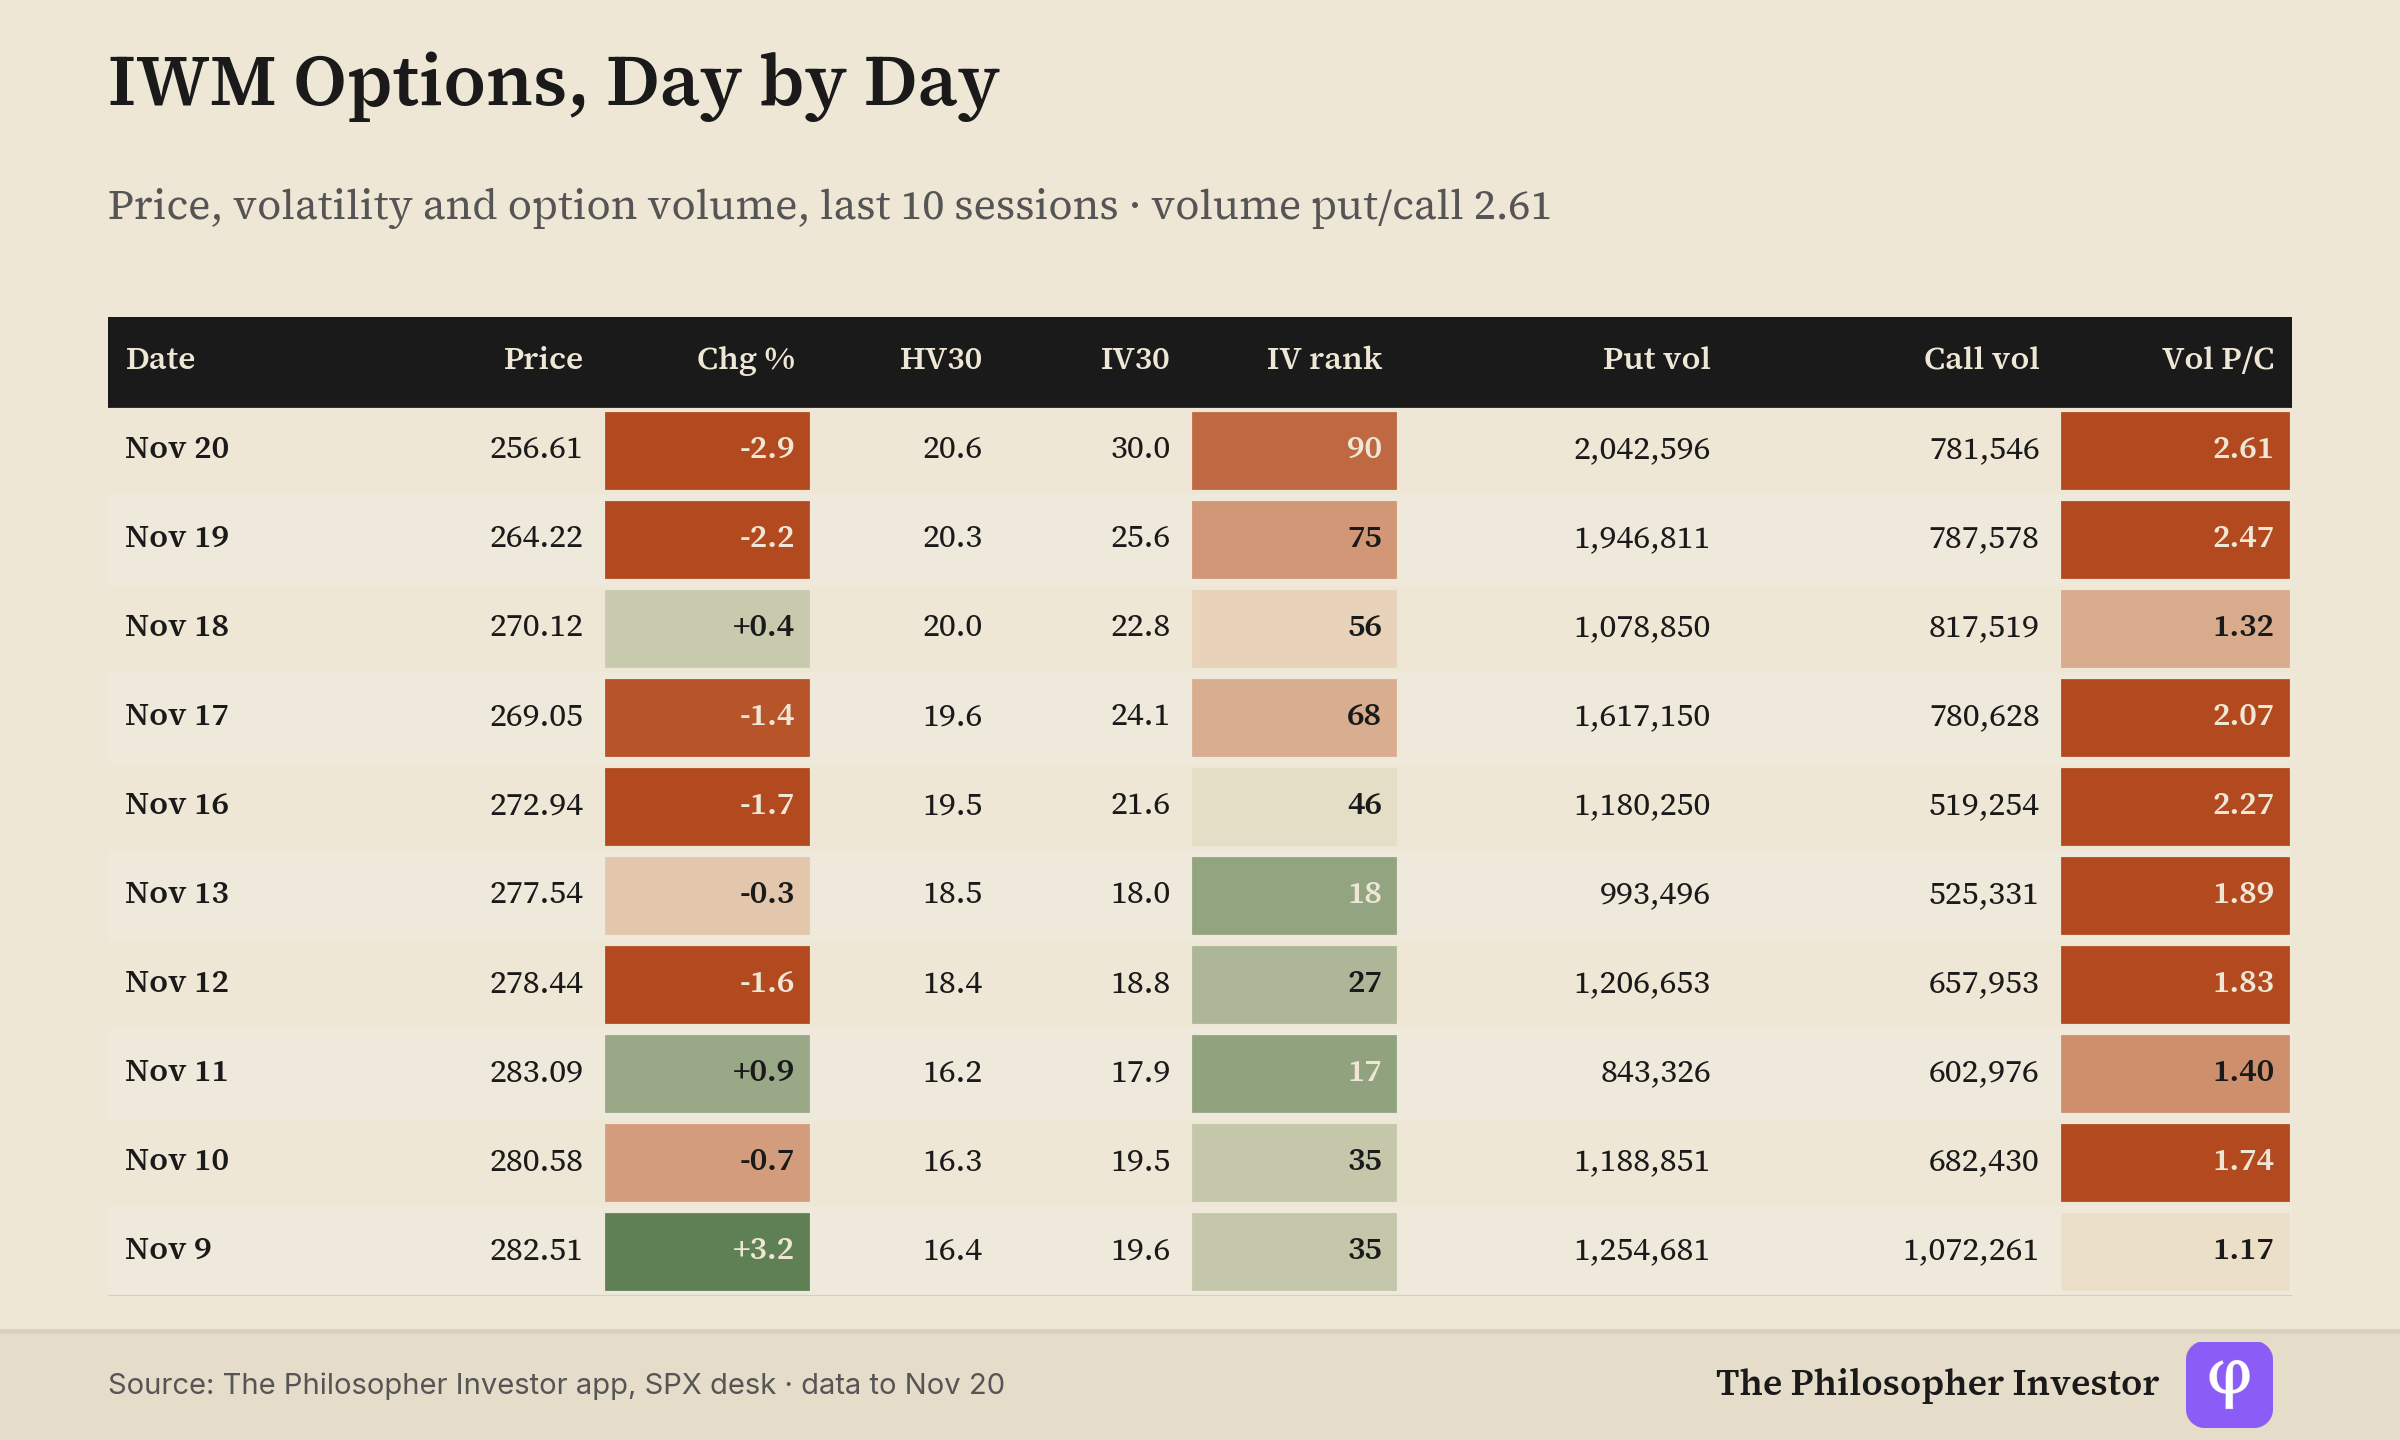 IWM Options, Day by Day
Price, volatility and option volume, last 10 sessions · volume put/call 2.61
Date Price Chg % HV30 IV30 IV rank Put vol Call vol Vol P/C
Nov 20 256.61 -2.9 20.6 30.0 90 2,042,596 781,546 2.61
Nov 19 264.22 -2.2 20.3 25.6 75 1,946,811 787,578 2.47
Nov 18 270.12 +0.4 20.0 22.8 56 1,078,850 817,519 1.32
Nov 17 269.05 -1.4 19.6 24.1 68 1,617,150 780,628 2.07
Nov 16 272.94 -1.7 19.5 21.6 46 1,180,250 519,254 2.27
Nov 13 277.54 -0.3 18.5 18.0 18 993,496 525,331 1.89
Nov 12 278.44 -1.6 18.4 18.8 27 1,206,653 657,953 1.83
Nov 11 283.09 +0.9 16.2 17.9 17 843,326 602,976 1.40
Nov 10 280.58 -0.7 16.3 19.5 35 1,188,851 682,430 1.74
Nov 9 282.51 +3.2 16.4 19.6 35 1,254,681 1,072,261 1.17
Source: The Philosopher Investor app, SPX desk · data to Nov 20
The Philosopher Investor φ